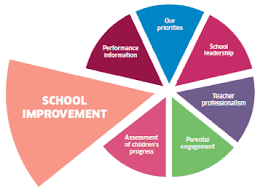 Our
priorities
School
leadership
Teacher
professionalism
Parental
engagement
Assessment
of children's
progress
SCHOOL
IMPROVEMENT
Performance
information